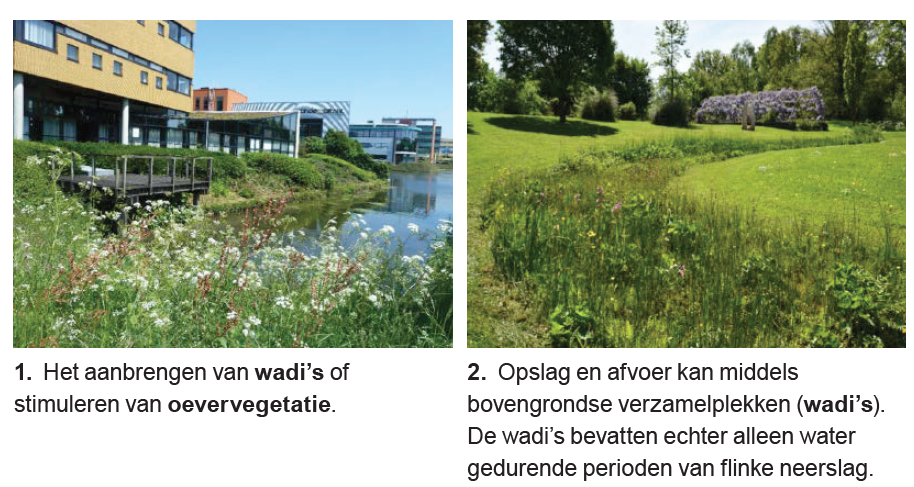 1. Het aanbrengen van wadi’s of
stimuleren van oevervegetatie.
2. Opslag en afvoer kan middels
bovengrondse verzamelplekken (wadi’s).
De wadi’s bevatten echter alleen water
gedurende perioden van flinke neerslag.